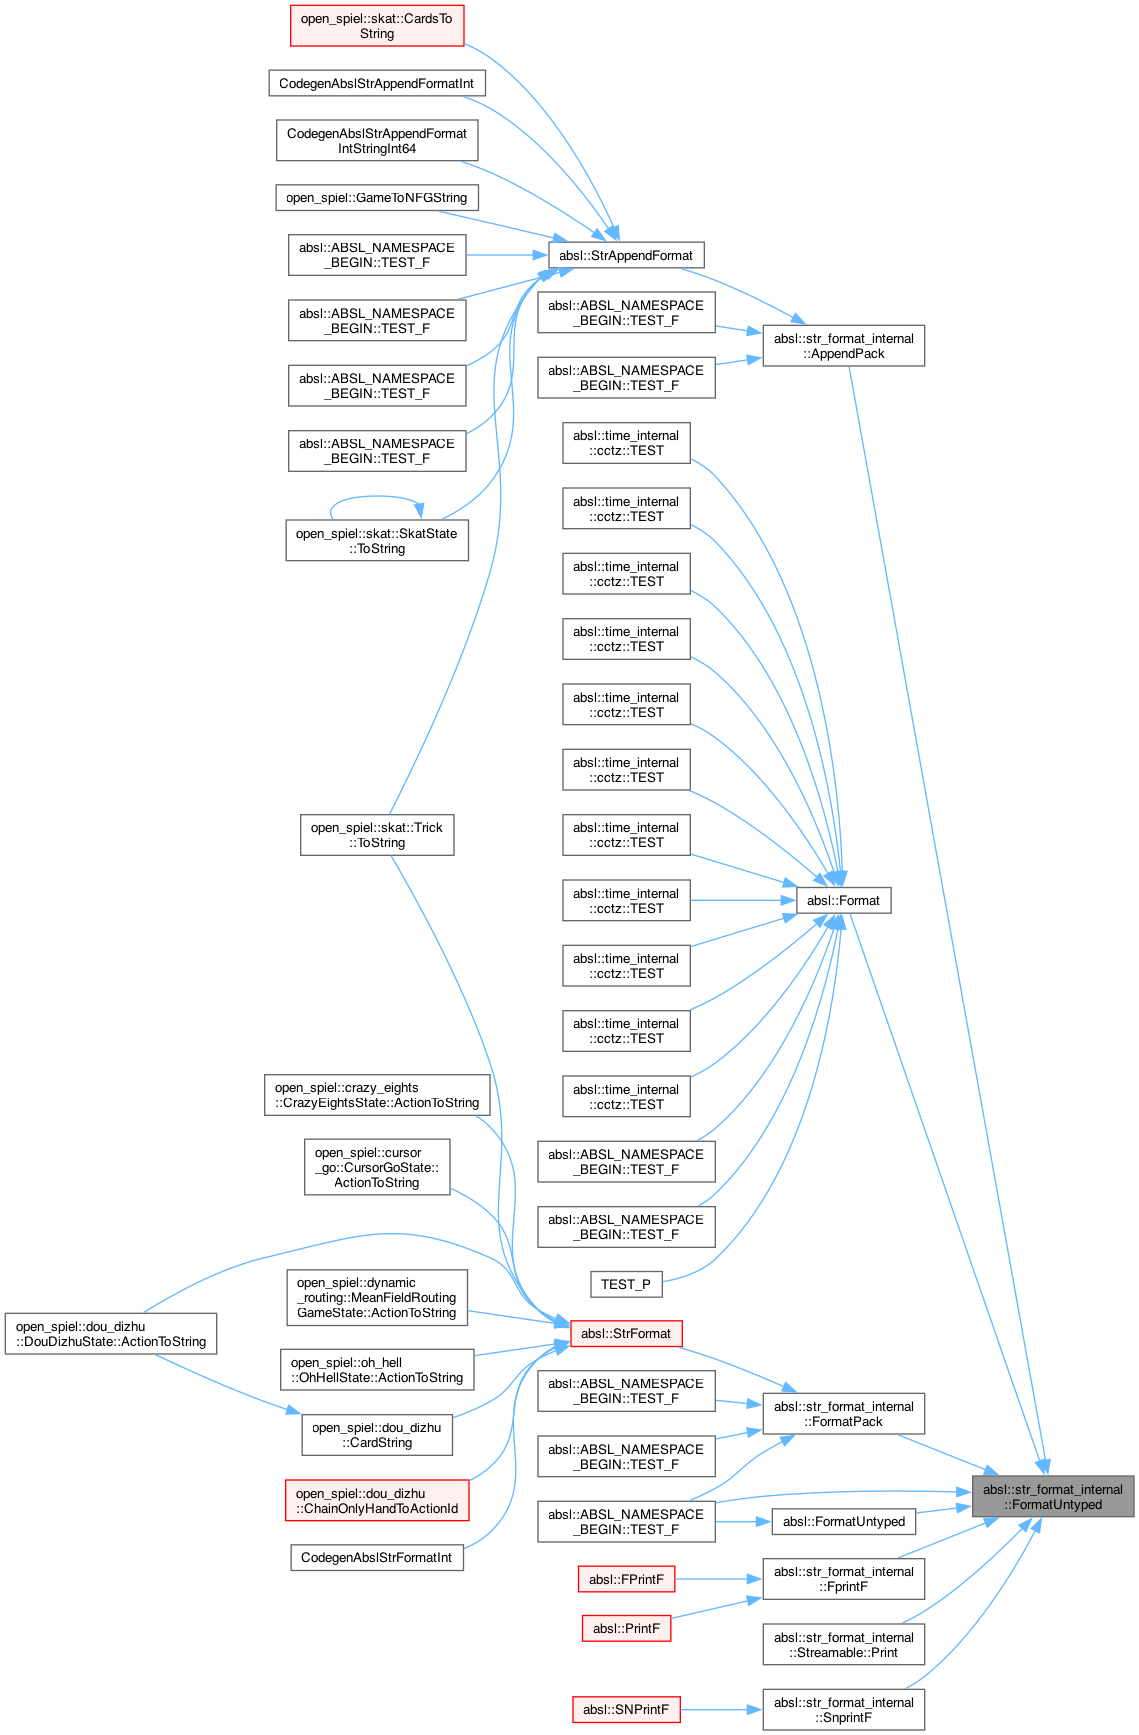 open_spiel::skat::CardsTo
String
CodegenAbslStrAppendFormatInt
CodegenAbslStrAppendFormat
IntStringInt64
open_spiel::GameToNFGString
absl::ABSL_NAMESPACE
_BEGIN::TEST_F
absl::ABSL_NAMESPACE
_BEGIN::TEST_F
absl::ABSL_NAMESPACE
_BEGIN::TEST_F
absl::ABSL_NAMESPACE
_BEGIN::TEST_F
open_spiel::skat::SkatState
::ToString
open_spiel::skat::Trick
::ToString
open_spiel::crazy_eights
::CrazyEightsState::ActionToString
open_spiel::cursor
_go::CursorGoState::
ActionToString
open_spiel::dynamic
_routing::MeanFieldRouting
GameState::ActionToString
open_spiel::dou_dizhu
::DouDizhuState::ActionToString
open_spiel::oh_hell
::OhHellState::ActionToString
open_spiel::dou_dizhu
::CardString
open_spiel::dou_dizhu
::ChainOnlyHandToActionId
CodegenAbslStrFormatInt
absl::StrAppendFormat
absl::ABSL_NAMESPACE
_BEGIN::TEST_F
absl::ABSL_NAMESPACE
_BEGIN::TEST_F
absl::time_internal
::cctz::TEST
absl::time_internal
::cctz::TEST
absl::time_internal
::cctz::TEST
absl::time_internal
::cctz::TEST
absl::time_internal
::cctz::TEST
absl::time_internal
::cctz::TEST
absl::time_internal
::cctz::TEST
absl::time_internal
::cctz::TEST
absl::time_internal
::cctz::TEST
absl::time_internal
::cctz::TEST
absl::time_internal
::cctz::TEST
absl::ABSL_NAMESPACE
_BEGIN::TEST_F
absl::ABSL_NAMESPACE
_BEGIN::TEST_F
TEST_P
absl::StrFormat
absl::ABSL_NAMESPACE
_BEGIN::TEST_F
absl::ABSL_NAMESPACE
_BEGIN::TEST_F
absl::ABSL_NAMESPACE
_BEGIN::TEST_F
absl::FPrintF
absl::PrintF
absl::SNPrintF
absl::str_format_internal
::AppendPack
absl::Format
absl::str_format_internal
::FormatPack
absl::FormatUntyped
absl::str_format_internal
::FprintF
absl::str_format_internal
::Streamable::Print
absl::str_format_internal
::SnprintF
absl::str_format_internal
::FormatUntyped